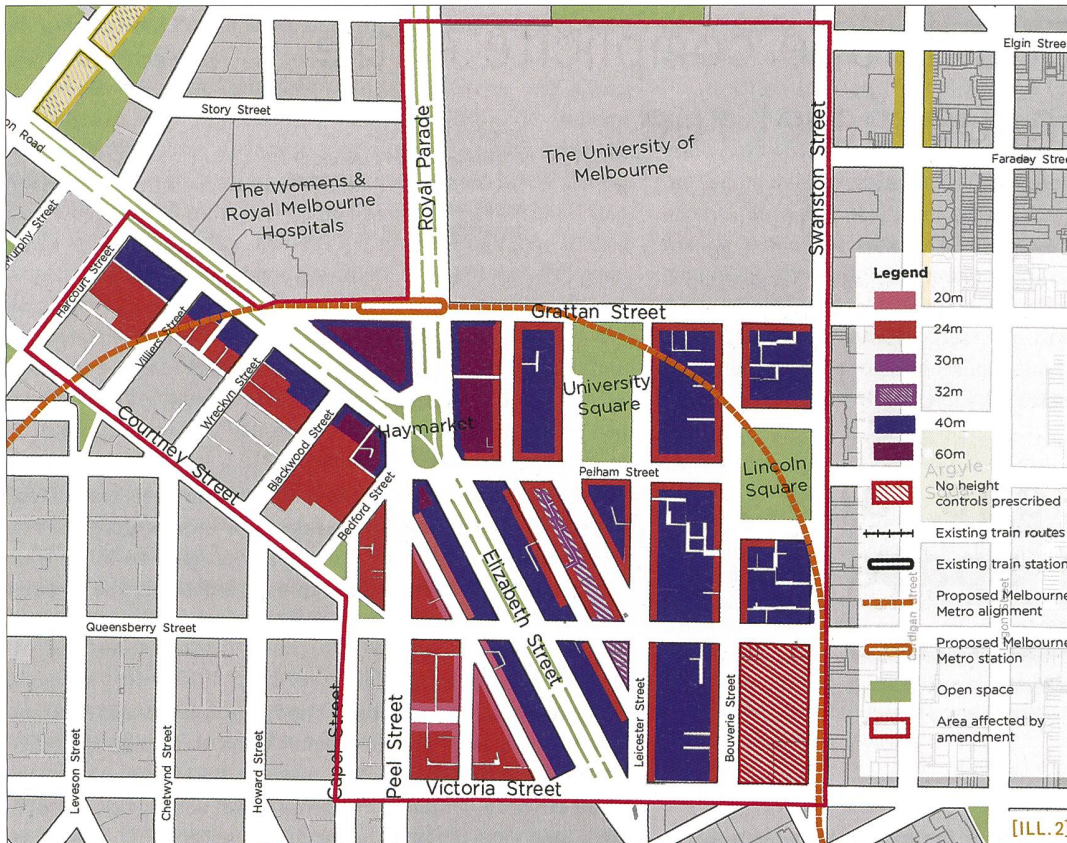 Elgin Stree
Story Street
on Road
Royal Parade
The University of
Melbourne
Swanston Street
Faraday Stree
The Womens &
Royal Melbourne
Hospitals
Murphy Street
Harcourt Street
Villiers Street
Wreckyn Street
Blackwood Street
Bedford Street
Courtney Street
Haymarket
Grattan Street
University
Square
Pelham Street
Lincoln
Square
Argyle
Elizabeth Street
Queensberry Street
Leveson Street
Chetwynd Street
Howard Street
Capel Street
Peel Street
Victoria Street
Leicester Street
Bouverie Street
Cardigan Street
Legend
20m
24m
30m
32m
40m
60m
No height
controls prescribed
Existing train routes
Existing train station
Proposed Melbourne
Metro alignment
Proposed Melbourne
Metro station
Open space
Area affected by
amendment
[ILL.2]